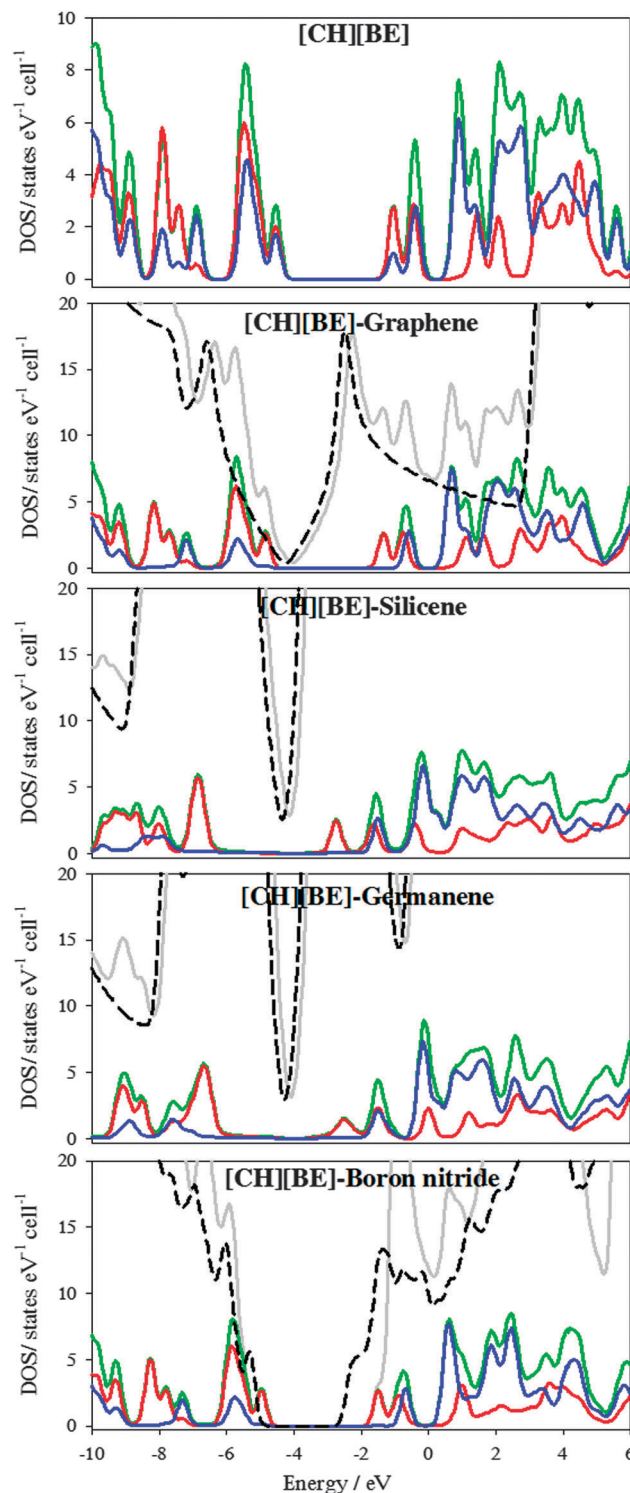 [CH][BE]
DOS/ states eV-1 cell-1
10
8
6
4
2
0
[CH][BE]-Graphene
DOS/ states eV-1 cell-1
20
15
10
5
0
[CH][BE]-Silicene
DOS/ states eV-1 cell-1
20
15
10
5
0
[CH][BE]-Germanene
DOS/ states eV-1 cell-1
20
15
10
5
0
[CH][BE]-Boron nitride
DOS/ states eV-1 cell-1
20
15
10
5
0
-10 -8 -6 -4 -2 0 2 4 6
Energy / eV